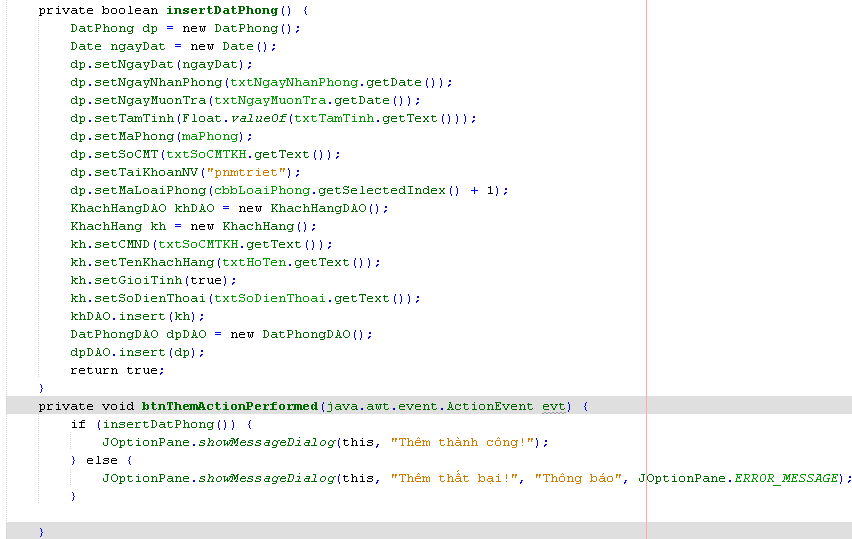 private boolean insertDatPhong() {
    DatPhong dp = new DatPhong();
    Date ngayDat = new Date();
    dp.setNgayDat(ngayDat);
    dp.setNgayNhanPhong(txtNgayNhanPhong.getDate());
    dp.setNgayMuonTra(txtNgayMuonTra.getDate());
    dp.setTamTinh(Float.valueOf(txtTamTinh.getText()));
    dp.setMaPhong(maPhong);
    dp.setSoCMT(txtSoCMTKH.getText());
    dp.setTaiKhoanNV("pnmtriet");
    dp.setMaLoaiPhong(cbbLoaiPhong.getSelectedIndex() + 1);
    KhachHangDAO khDAO = new KhachHangDAO();
    KhachHang kh = new KhachHang();
    kh.setCMND(txtSoCMTKH.getText());
    kh.setTenKhachHang(txtHoTen.getText());
    kh.setGioiTinh(true);
    kh.setSoDienThoai(txtSoDienThoai.getText());
    khDAO.insert(kh);
    DatPhongDAO dpDAO = new DatPhongDAO();
    dpDAO.insert(dp);
    return true;
}
private void btnThemActionPerformed(java.awt.event.ActionEvent evt) {
    if (insertDatPhong()) {
        JOptionPane.showMessageDialog(this, "Thêm thành công!");
    } else {
        JOptionPane.showMessageDialog(this, "Thêm thất bại!", "Thông báo", JOptionPane.ERROR_MESSAGE);
    }
}